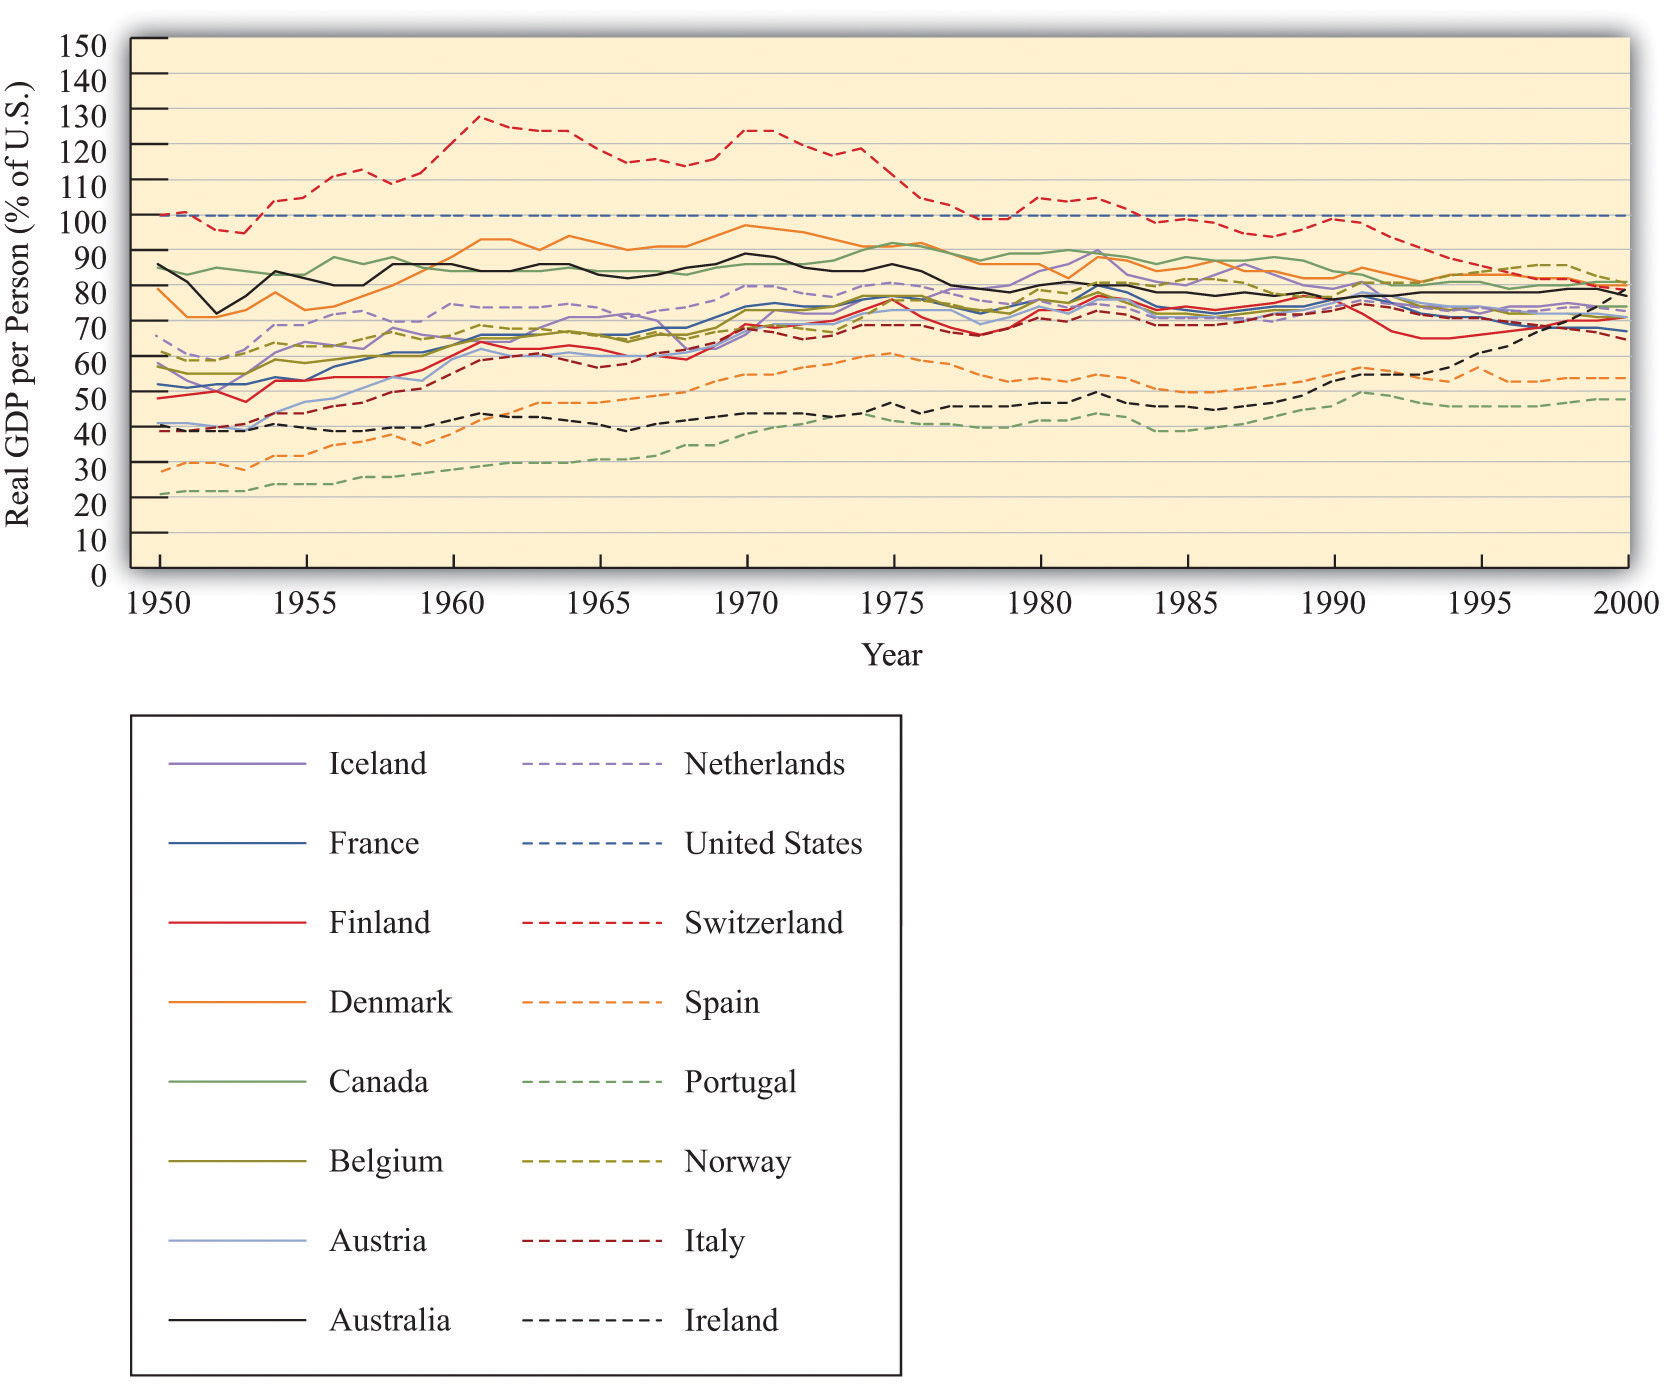 Real GDP per Person (% of U.S.)
150
140
130
120
110
100
90
80
70
60
50
40
30
20
10
0
1950 1955 1960 1965 1970 1975 1980 1985 1990 1995 2000
Year
Iceland Netherlands
France United States
Finland Switzerland
Denmark Spain
Canada Portugal
Belgium Norway
Austria Italy
Australia Ireland